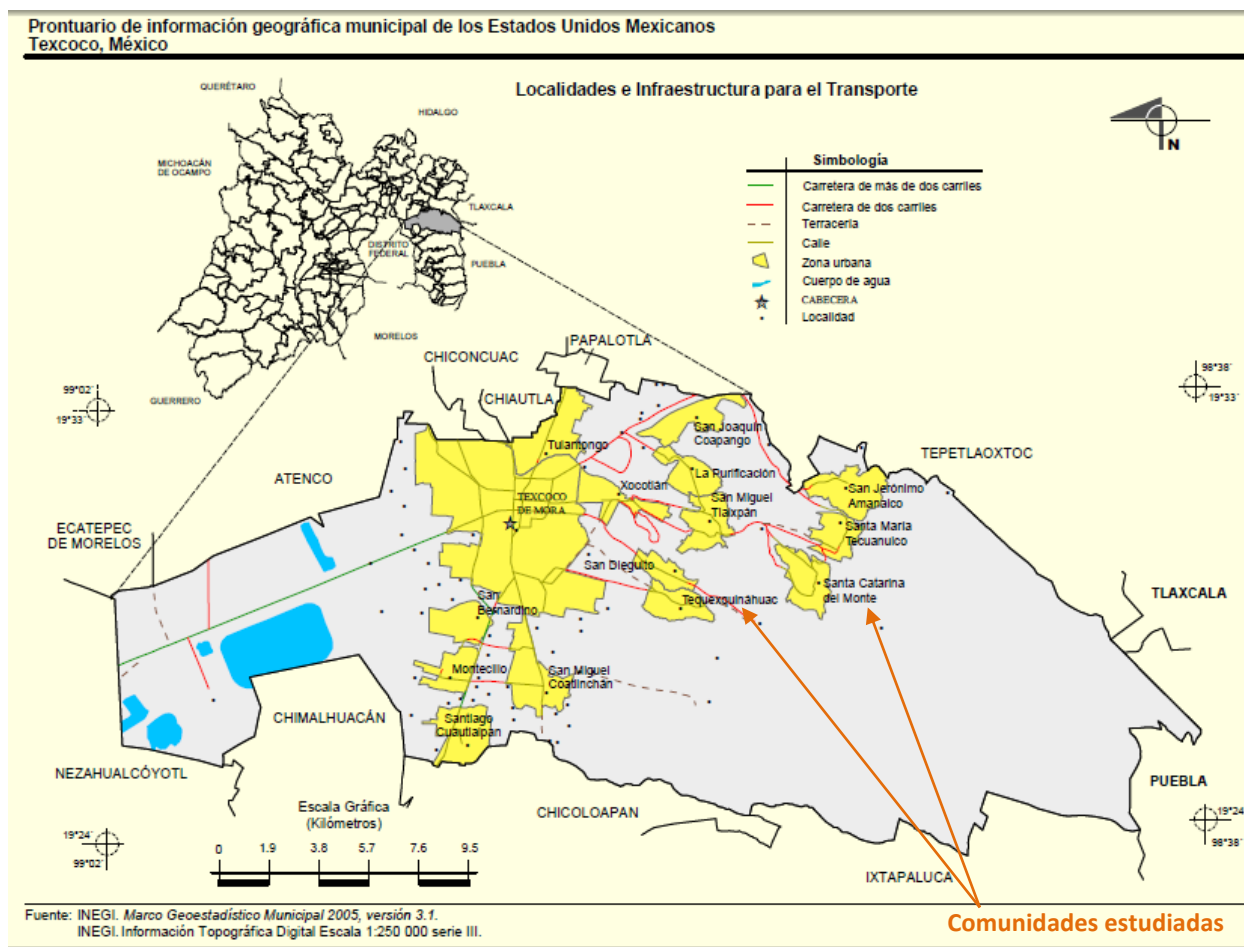 Prontuario de información geográfica municipal de los Estados Unidos Mexicanos
Texcoco, México
Localidades e Infraestructura para el Transporte
N
QUERÉTARO
HIDALGO
MICHOACÁN
DE OCAMPO
TLAXCALA
DISTRITO
FEDERAL
PUEBLA
MORELOS
GUERRERO
Simbología
Carretera de más de dos carriles
Carretera de dos carriles
Terracería
Calle
Zona urbana
Cuerpo de agua
CABECERA
Localidad
99°02´
19°33´
98°38´
19°33´
PAPALOTLA
CHICONCUAC
CHIAUTLA
TEPETLAOXTOC
ATENCO
ECATEPEC
DE MORELOS
Tulantongo
San Joaquín
Coapango
La Purificación
Xocotlán
San Miguel
Tlaixpán
San Jerónimo
Amanalco
TEXCOCO
DE MORA
Santa María
Tecuanulco
San Dieguito
Santa Catarina
del Monte
Tequexquináhuac
San
Bernardino
Montecillo
San Miguel
Coatlinchán
Santiago
Cuautlalpan
TLAXCALA
CHIMALHUACÁN
NEZAHUALCÓYOTL
CHICOLOAPAN
PUEBLA
IXTAPALUCA
19°24´
99°02´
19°24´
98°38´
Escala Gráfica
(Kilómetros)
0 1.9 3.8 5.7 7.6 9.5
Fuente: INEGI. Marco Geoestadístico Municipal 2005, versión 3.1.
INEGI. Información Topográfica Digital Escala 1:250 000 serie III.
Comunidades estudiadas